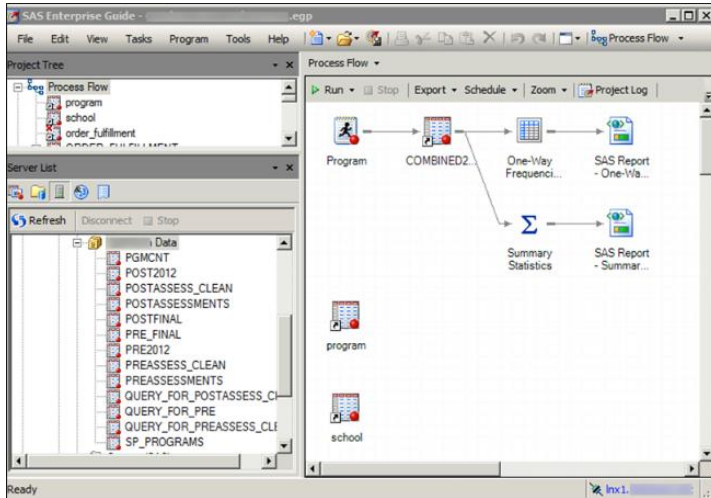 SAS Enterprise Guide - .egp
File Edit View Tasks Program Tools Help Process Flow
Project Tree
Process Flow
program
school
order_fulfillment
Server List
Refresh Disconnect Stop
Data
PGMCNT
POST2012
POSTASSESS_CLEAN
POSTASSESSMENTS
POSTFINAL
PRE_FINAL
PRE2012
PREASSESS_CLEAN
PREASSESSMENTS
QUERY_FOR_POSTASSESS_CL
QUERY_FOR_PRE
QUERY_FOR_PREASSESS_CLE
SP_PROGRAMS
Process Flow
Run Stop Export Schedule Zoom Project Log
Program COMBINED2... One-Way SAS Report
Frequenci... - One-Wa...
Summary SAS Report
Statistics - Summar...
program
school
Ready lnx1.